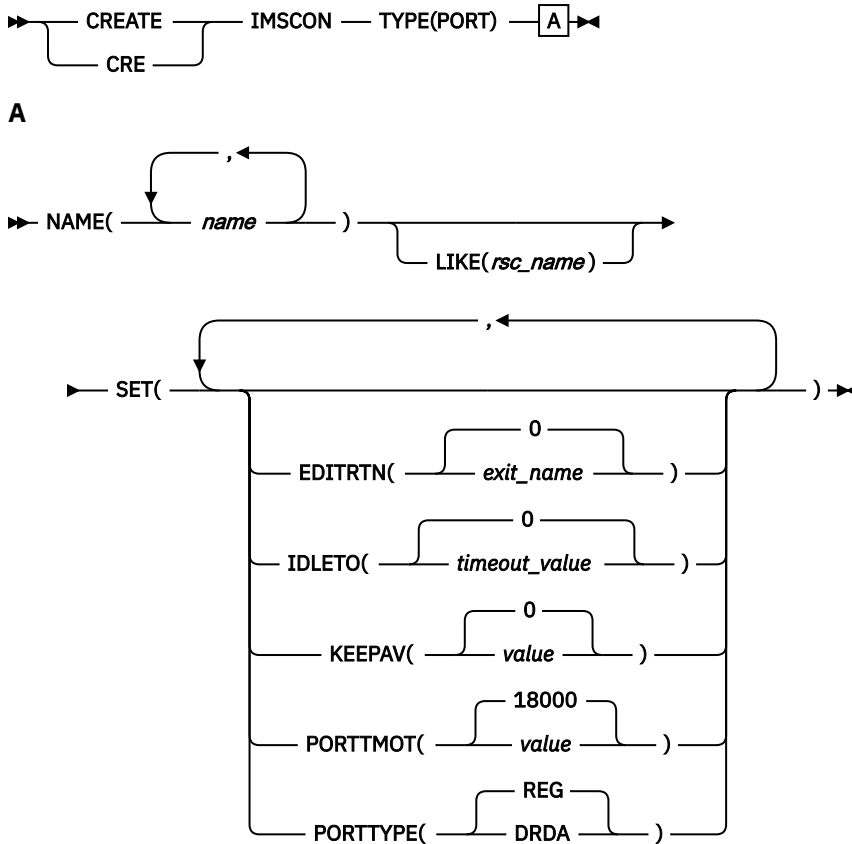 CREATE IMSCON TYPE(PORT) A
CRE
A
,
NAME( name )
LIKE(rsc_name)
,
SET( )
0
EDITRTN( exit_name )
0
IDLETO( timeout_value )
0
KEEPAV( value )
18000
PORTTMOT( value )
REG
PORTTYPE( DRDA )